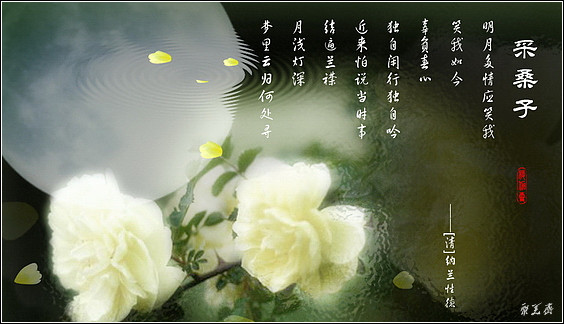 采桑子
明月多情应笑我
笑我如今
辜负春心
独自闲行独自吟
近来怕说当时事
结遍兰襟
月浅灯深
梦里云归何处寻
——[清]纳兰性德